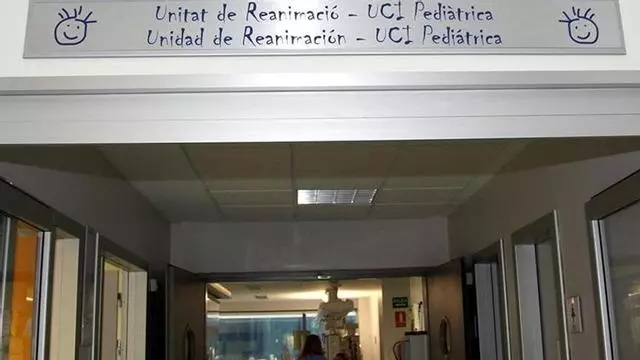 Unitat de Reanimació - UCI Pediàtrica
Unidad de Reanimación - UCI Pediátrica